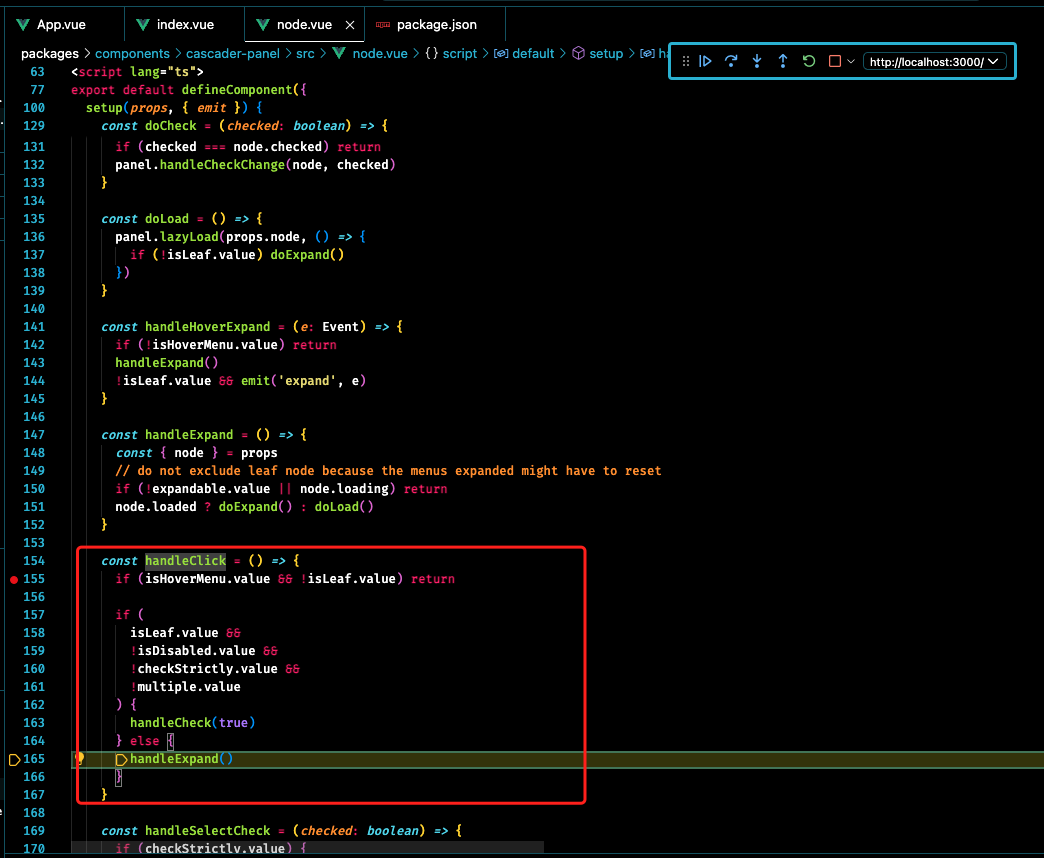 App.vue index.vue node.vue package.json
packages > components > cascader-panel > src > node.vue > {} script > default > setup > ha
http://localhost:3000/
63 <script lang="ts">
77 export default defineComponent({
100 setup(props, { emit }) {
129 const doCheck = (checked: boolean) => {
131 if (checked === node.checked) return
132 panel.handleCheckChange(node, checked)
133 }
134
135 const doLoad = () => {
136 panel.lazyLoad(props.node, () => {
137 if (!isLeaf.value) doExpand()
138 })
139 }
140
141 const handleHoverExpand = (e: Event) => {
142 if (!isHoverMenu.value) return
143 handleExpand()
144 !isLeaf.value && emit('expand', e)
145 }
146
147 const handleExpand = () => {
148 const { node } = props
149 // do not exclude leaf node because the menus expanded might have to reset
150 if (!expandable.value || node.loading) return
151 node.loaded ? doExpand() : doLoad()
152 }
153
154 const handleClick = () => {
155 if (isHoverMenu.value && !isLeaf.value) return
156
157 if (
158 isLeaf.value &&
159 !isDisabled.value &&
160 !checkStrictly.value &&
161 !multiple.value
162 ) {
163 handleCheck(true)
164 } else {
165 handleExpand()
166 }
167 }
168
169 const handleSelectCheck = (checked: boolean) => {
170 if (checkStrictly.value) {